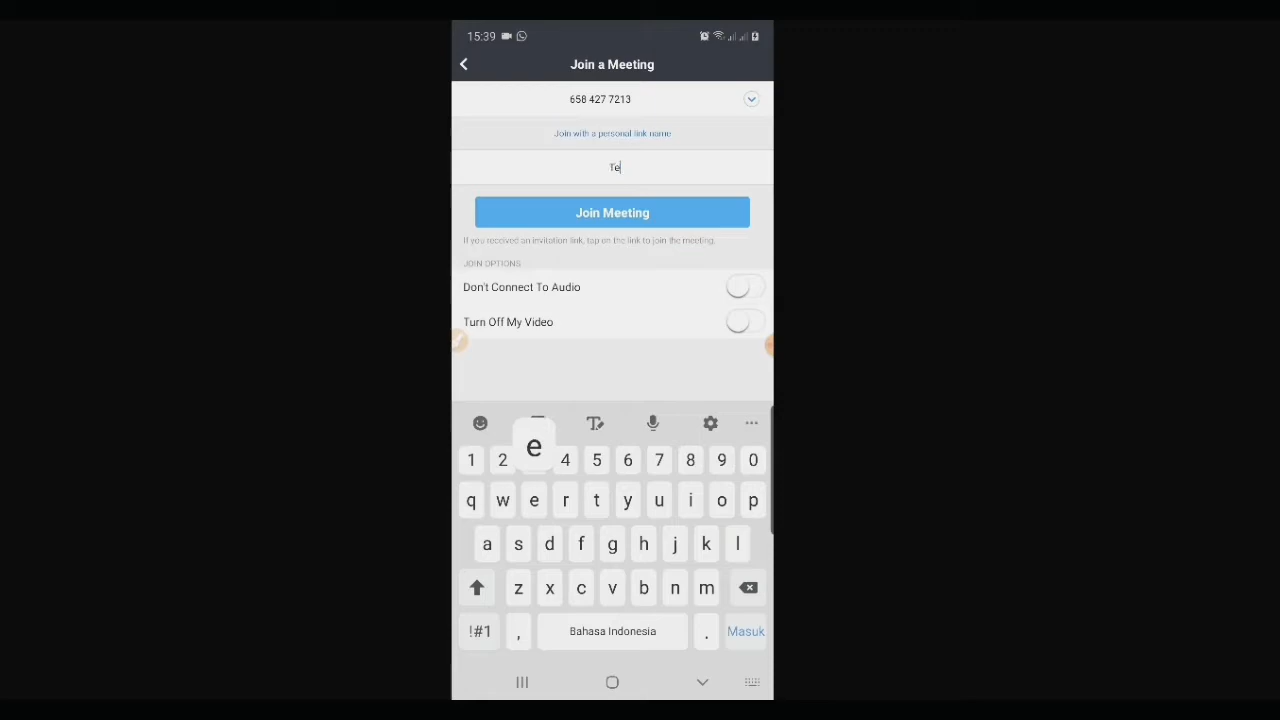 15:39
Join a Meeting
658 427 7213
Join with a personal link name
Te
Join Meeting
If you received an invitation link, tap on the link to join the meeting.
JOIN OPTIONS
Don't Connect To Audio
Turn Off My Video
e
1 2 4 5 6 7 8 9 0
q w e r t y u i o p
a s d f g h j k l
z x c v b n m
!#1 , Bahasa Indonesia . Masuk